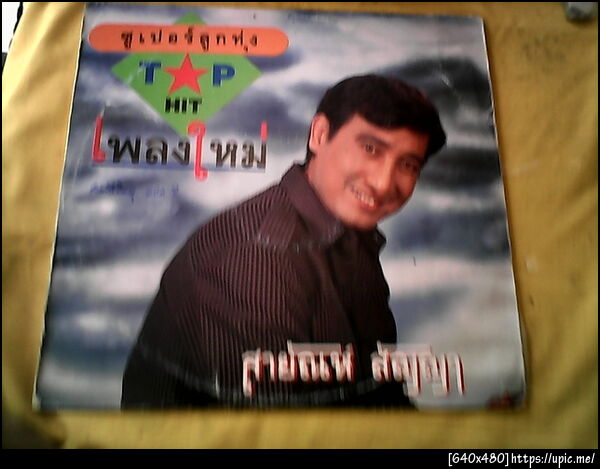 ซูเปอร์ลูกทุ่ง
T★P
HIT
เพลงใหม่
สายัณห์ สัญญา
[640x480]https://upic.me/